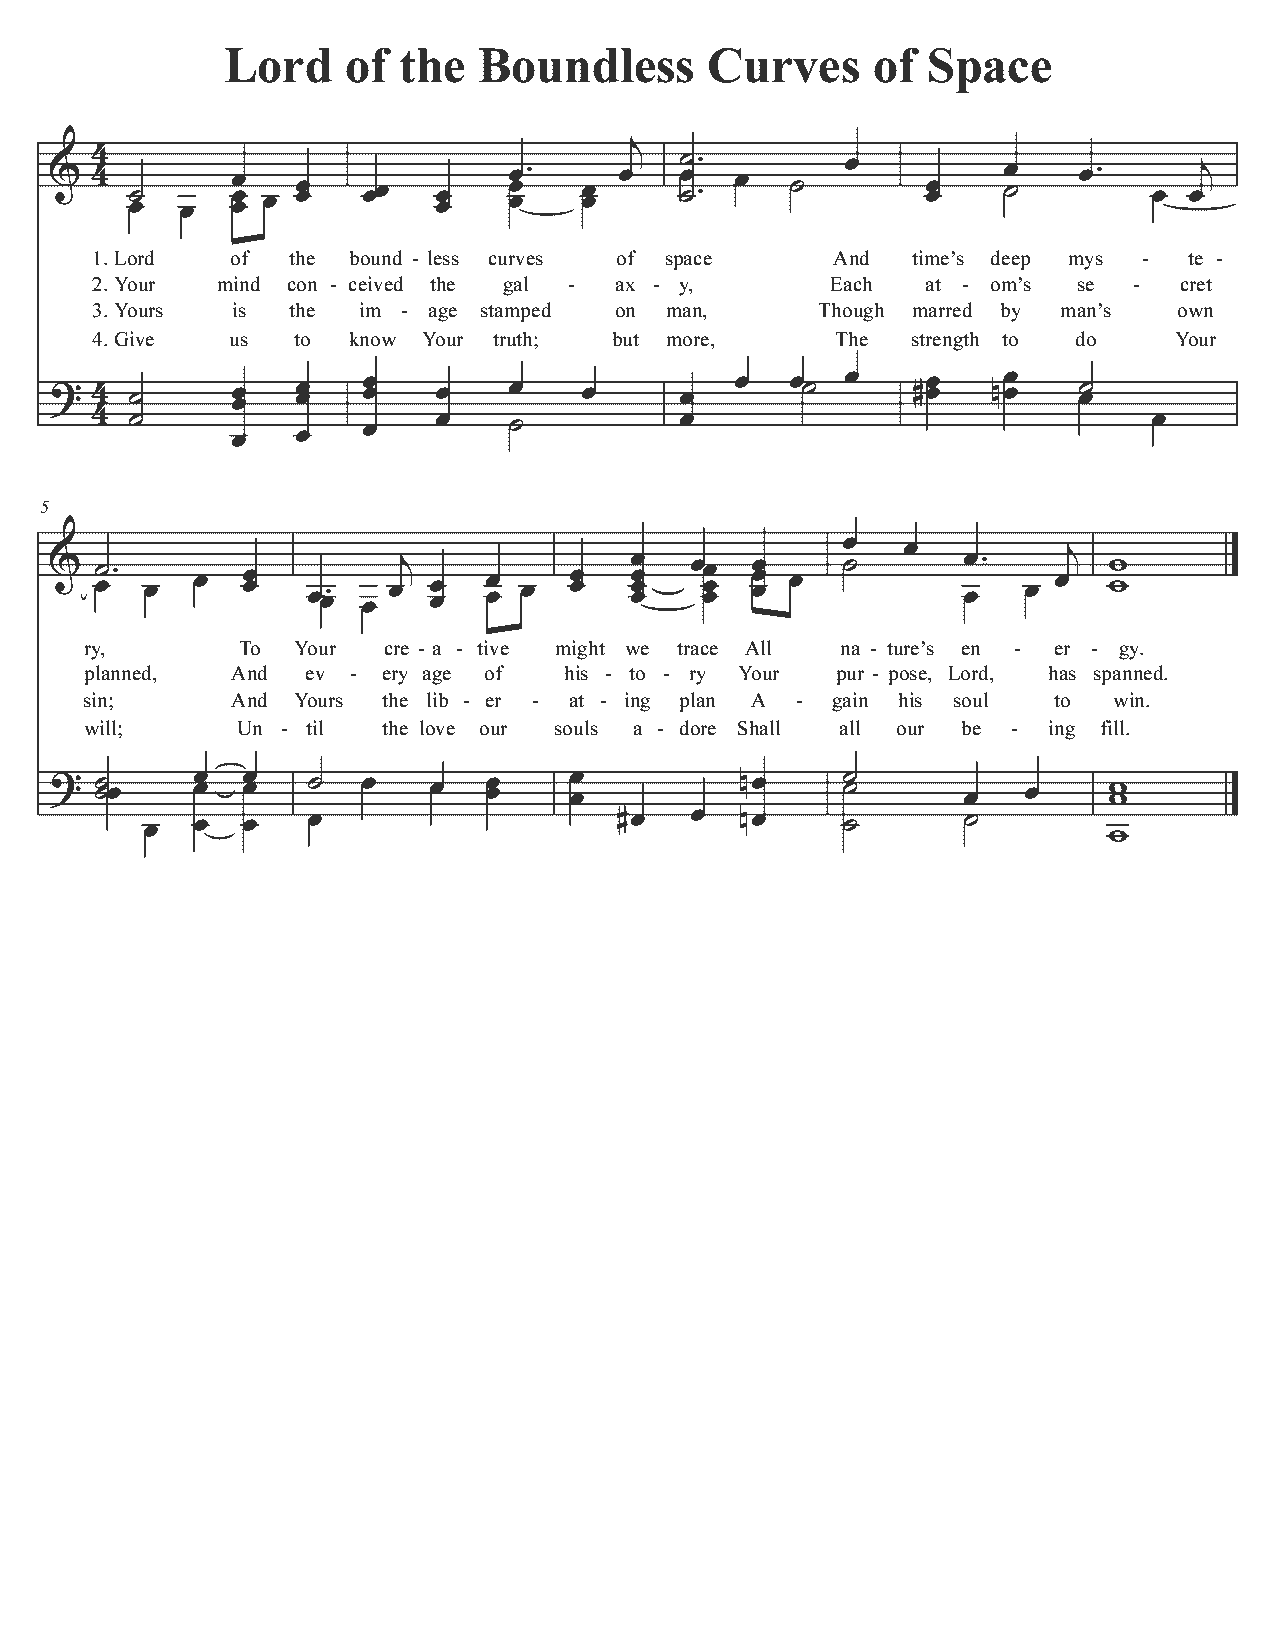 Lord of the Boundless Curves of Space
4 4
1. Lord of the bound - less curves of space And time's deep mys - te -
2. Your mind con - ceived the gal - ax - y, Each at - om's se - cret
3. Yours is the im - age stamped on man, Though marred by man's own
4. Give us to know Your truth; but more, The strength to do Your
4 4
5
ry, To Your cre - a - tive might we trace All na - ture's en - er - gy.
planned, And ev - ery age of his - to - ry Your pur - pose, Lord, has spanned.
sin; And Yours the lib - er - at - ing plan A - gain his soul to win.
will; Un - til the love our souls a - dore Shall all our be - ing fill.